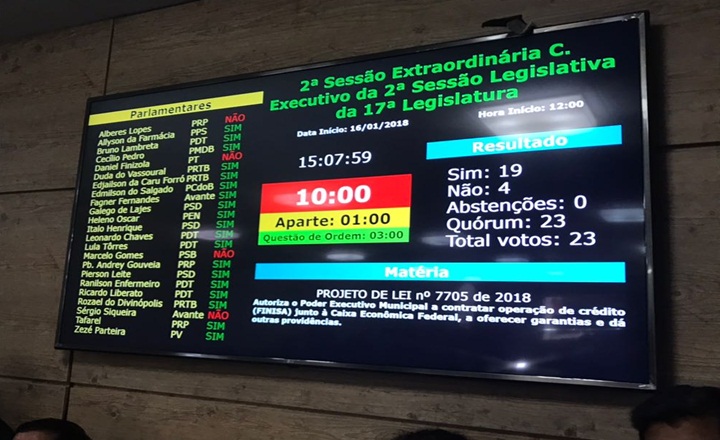 2ª Sessão Extraordinária C.
Executivo da 2ª Sessão Legislativa
da 17ª Legislatura
Data Início: 16/01/2018
Hora Início: 12:00
Parlamentares
Alberes Lopes PRP NÃO
Allyson da Farmácia PPS SIM
Bruno Lambreta PDT SIM
Cecílio Pedro PMDB SIM
Daniel Finizola PT NÃO
Duda do Vassoural PRTB SIM
Edjailson da Caru Forró PRTB SIM
Edmilson do Salgado PCdoB SIM
Fagner Fernandes Avante SIM
Galego de Lajes PSD SIM
Heleno Oscar PEN SIM
Italo Henrique PSD SIM
Leonardo Chaves PDT SIM
Lula Tôrres PDT SIM
Marcelo Gomes PSB NÃO
Pb. Andrey Gouveia PRP SIM
Pierson Leite PSD SIM
Ranilson Enfermeiro PDT SIM
Ricardo Liberato PDT SIM
Rozael do Divinópolis PRTB SIM
Sérgio Siqueira Avante NÃO
Tafarel PRP SIM
Zezé Parteira PV SIM
15:07:59
10:00
Aparte: 01:00
Questão de Ordem: 03:00
Resultado
Sim: 19
Não: 4
Abstenções: 0
Quórum: 23
Total votos: 23
Matéria
PROJETO DE LEI nº 7705 de 2018
Autoriza o Poder Executivo Municipal a contratar operação de crédito
(FINISA) junto à Caixa Econômica Federal, a oferecer garantias e dá
outras providências.